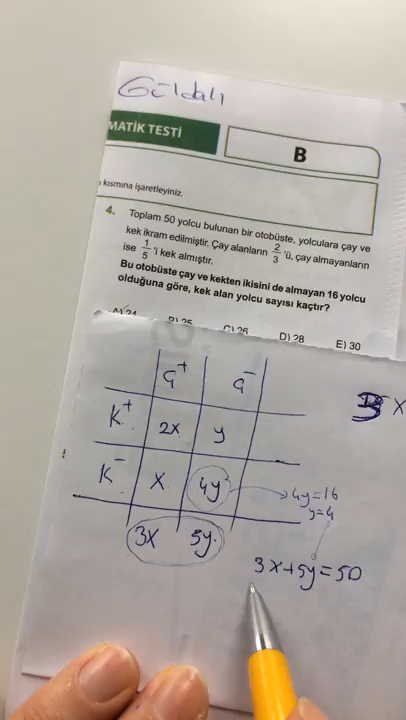 Güldalı
MATİK TESTİ
B
kısmına işaretleyiniz.
4. Toplam 50 yolcu bulunan bir otobüste, yolculara çay ve
kek ikram edilmiştir. Çay alanların 2/3 'ü, çay almayanların
ise 1/5 'i kek almıştır.
Bu otobüste çay ve kekten ikisini de almayan 16 yolcu
olduğuna göre, kek alan yolcu sayısı kaçtır?
A) 24 B) 25 C) 26 D) 28 E) 30
Ç+ Ç-
K+ 2x y
K- x 4y
4y=16
y=4
3x 5y
3x+5y=50
x